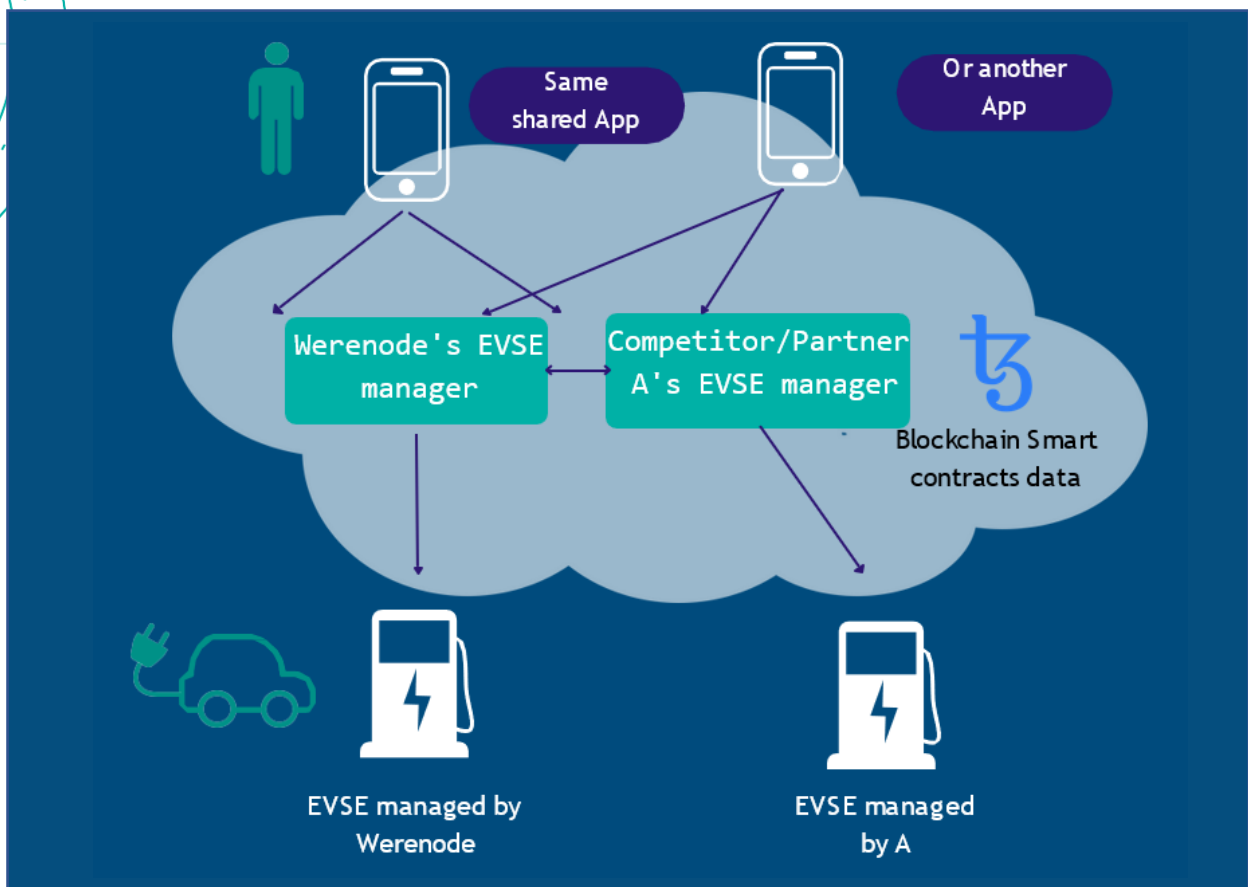 Same
shared App
Or another
App
Werenode's EVSE
manager
Competitor/Partner
A's EVSE manager
Blockchain Smart
contracts data
EVSE managed by
Werenode
EVSE managed
by A